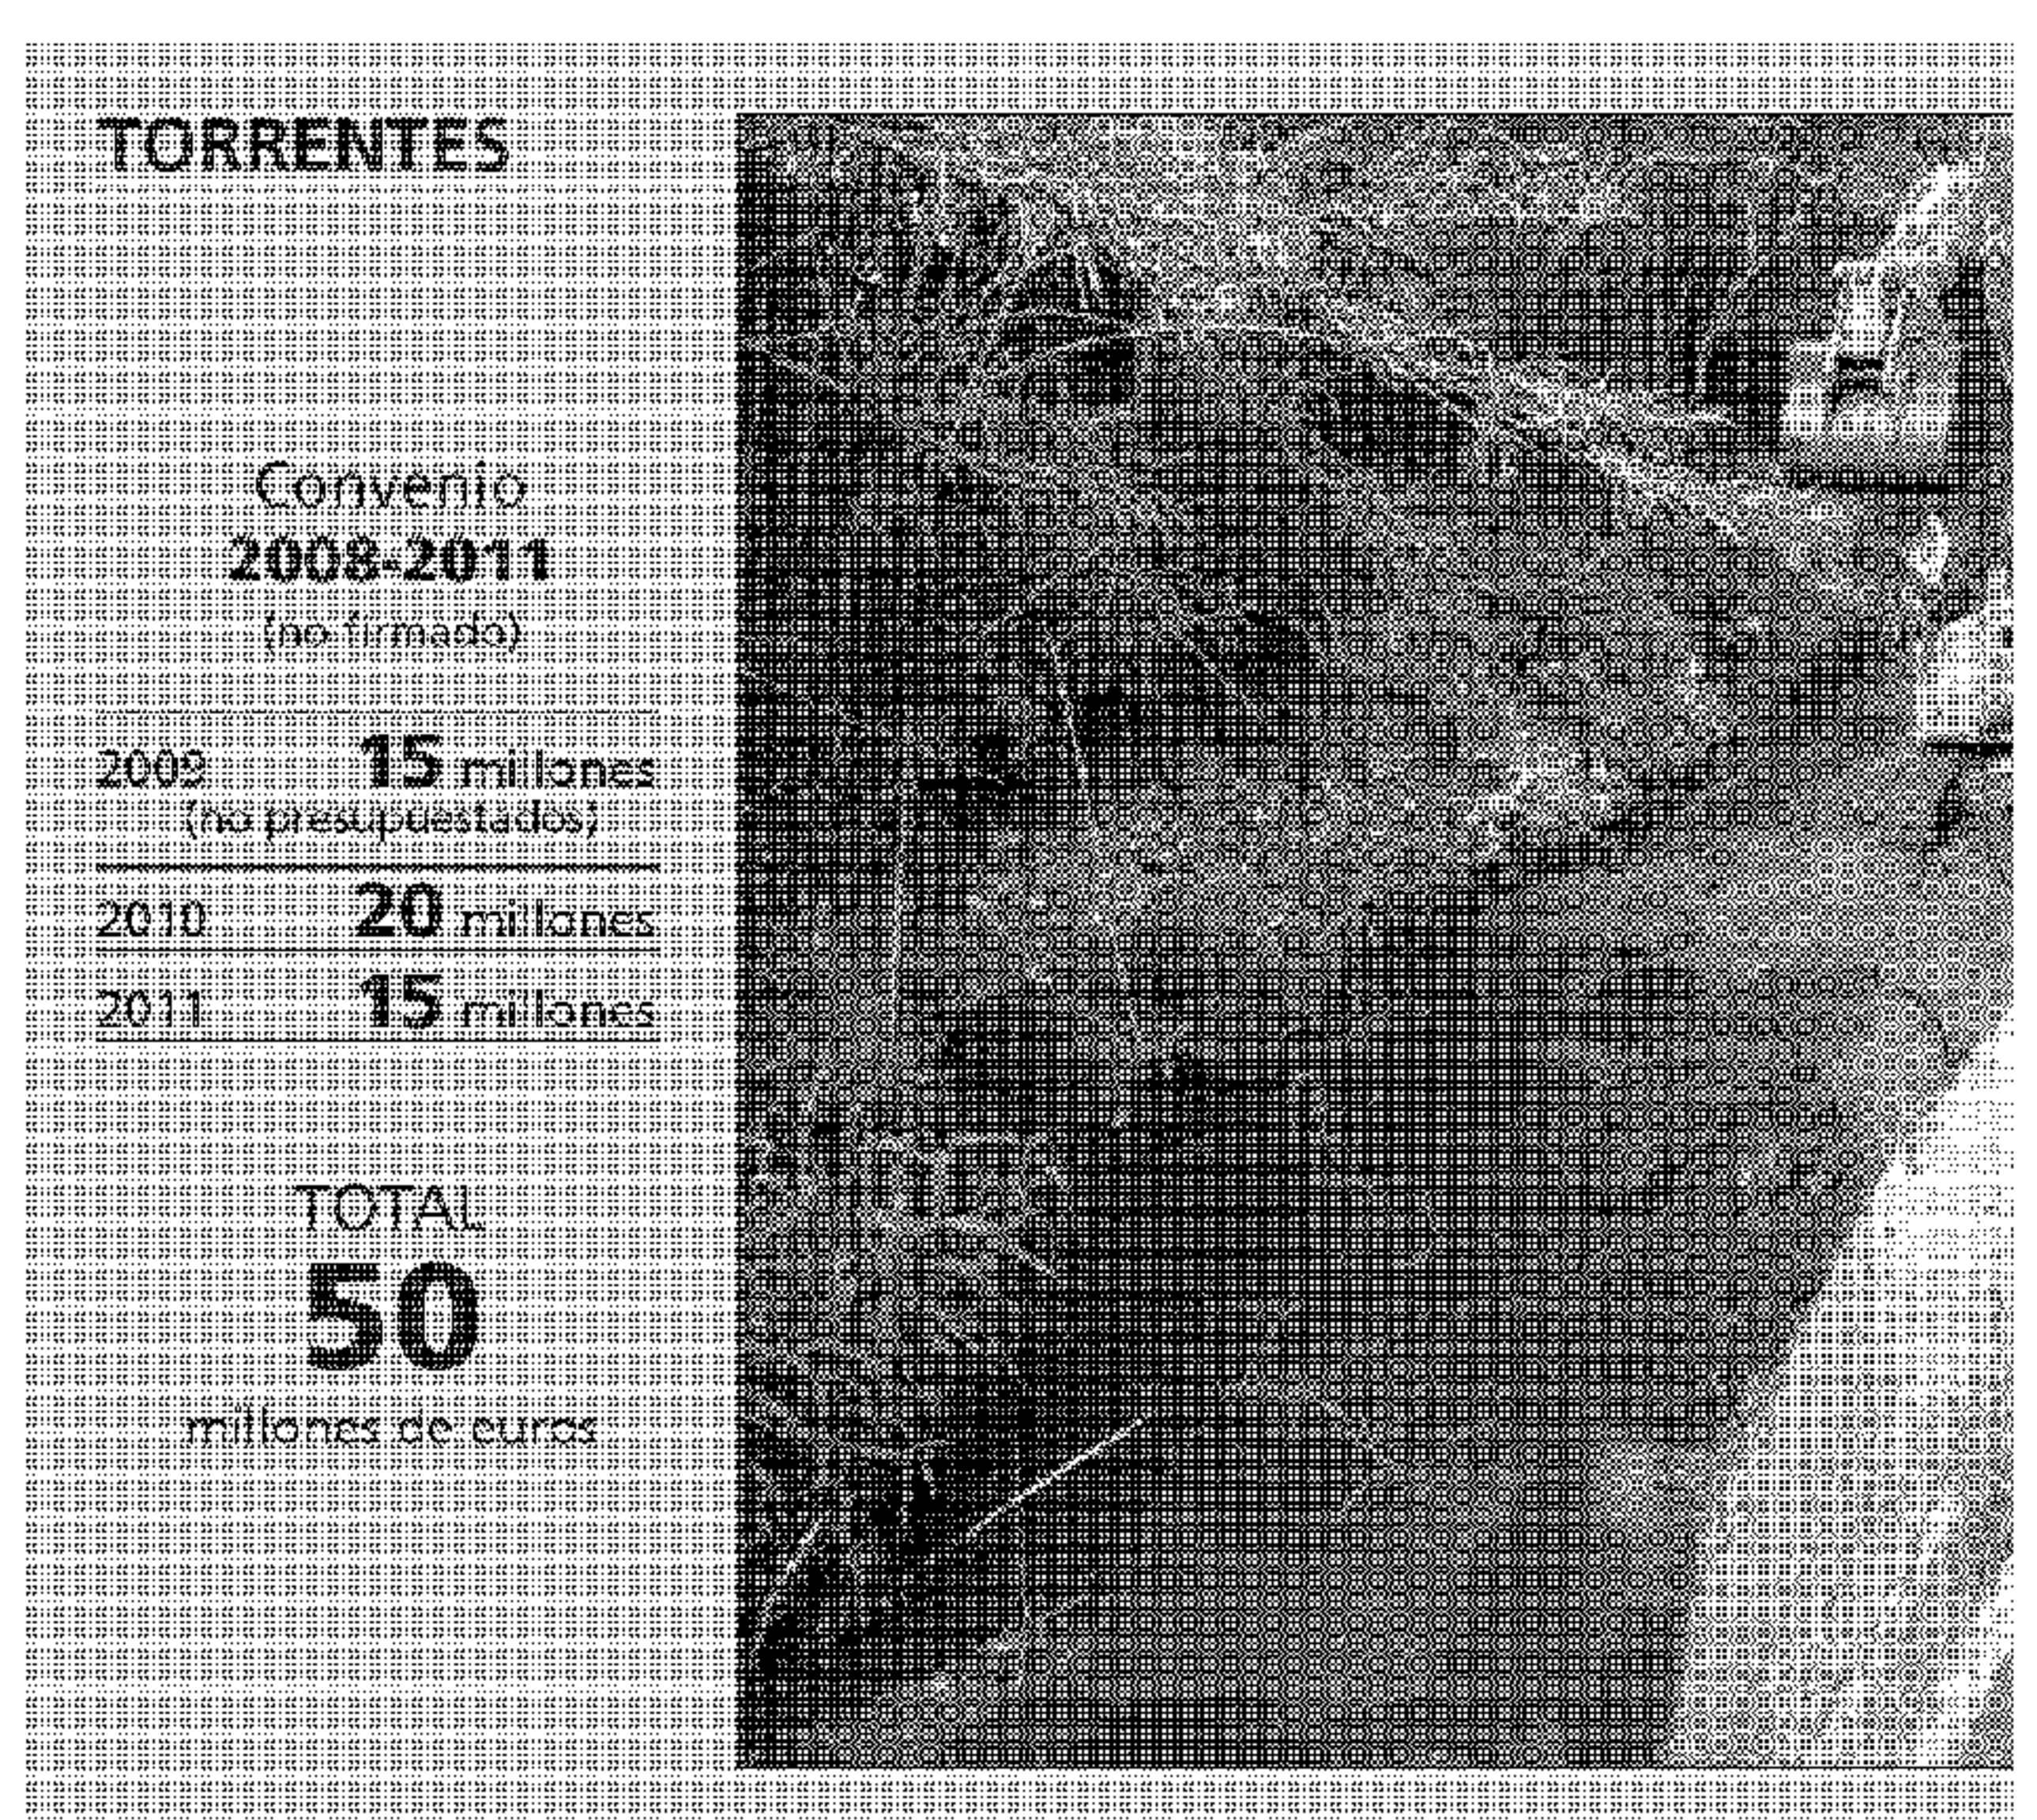 TORRENTES
Convenio
2008-2011
(no firmado)
2009 15 millones
(no presupuestados)
2010 20 millones
2011 15 millones
TOTAL
50
millones de euros